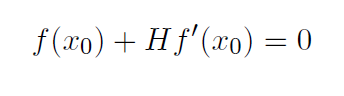 f(x₀) + Hf′(x₀) = 0